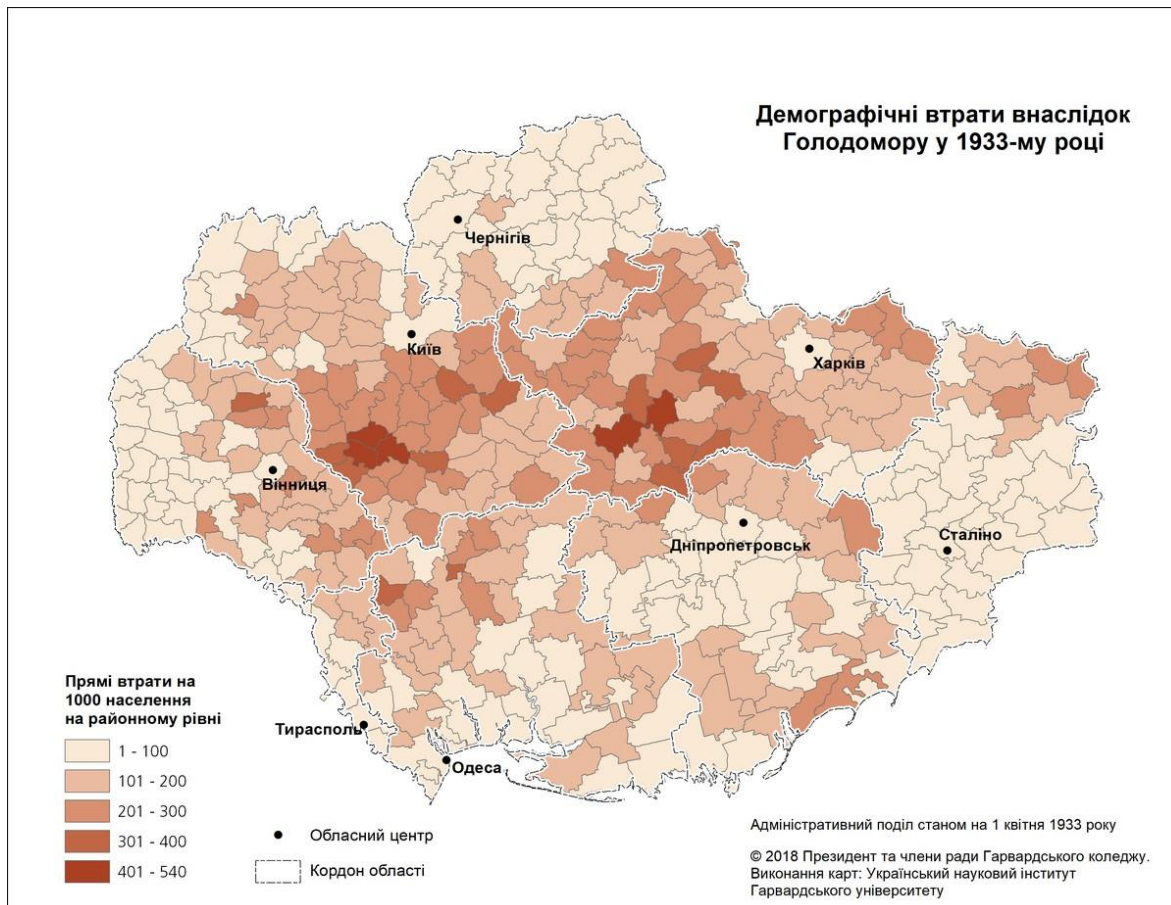 Демографічні втрати внаслідок
Голодомору у 1933-му році
Чернігів
Київ
Харків
Вінниця
Дніпропетровськ
Сталіно
Тирасполь
Одеса
Прямі втрати на
1000 населення
на районному рівні
1 - 100
101 - 200
201 - 300
301 - 400
401 - 540
Обласний центр
Кордон області
Адміністративний поділ станом на 1 квітня 1933 року
© 2018 Президент та члени ради Гарвардського коледжу.
Виконання карт: Український науковий інститут
Гарвардського університету